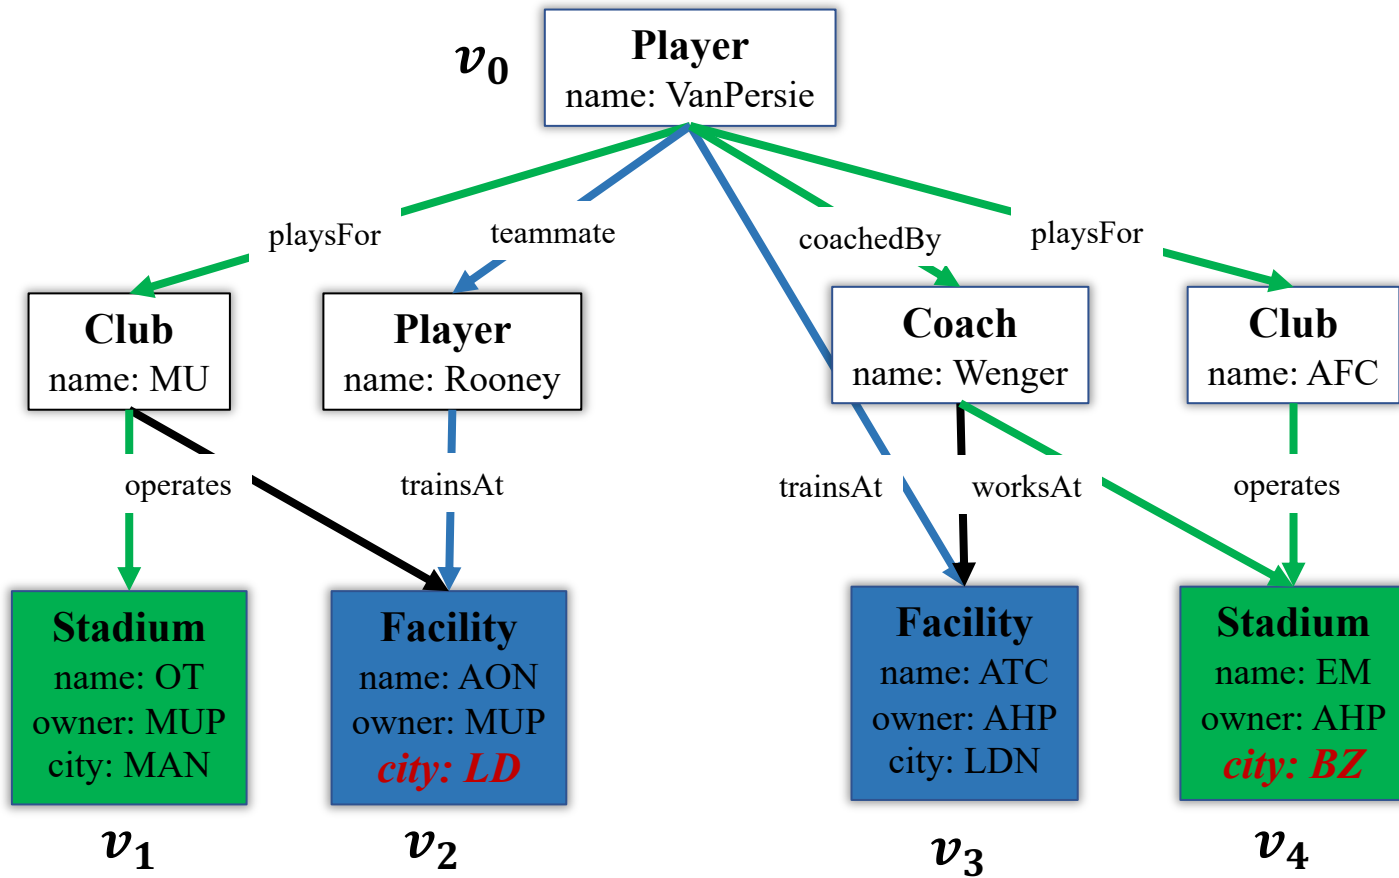 v0
Player
name: VanPersie
playsFor
teammate
coachedBy
playsFor
Club
name: MU
Player
name: Rooney
Coach
name: Wenger
Club
name: AFC
operates
trainsAt
trainsAt
worksAt
operates
Stadium
name: OT
owner: MUP
city: MAN
Facility
name: AON
owner: MUP
city: LD
Facility
name: ATC
owner: AHP
city: LDN
Stadium
name: EM
owner: AHP
city: BZ
v1
v2
v3
v4